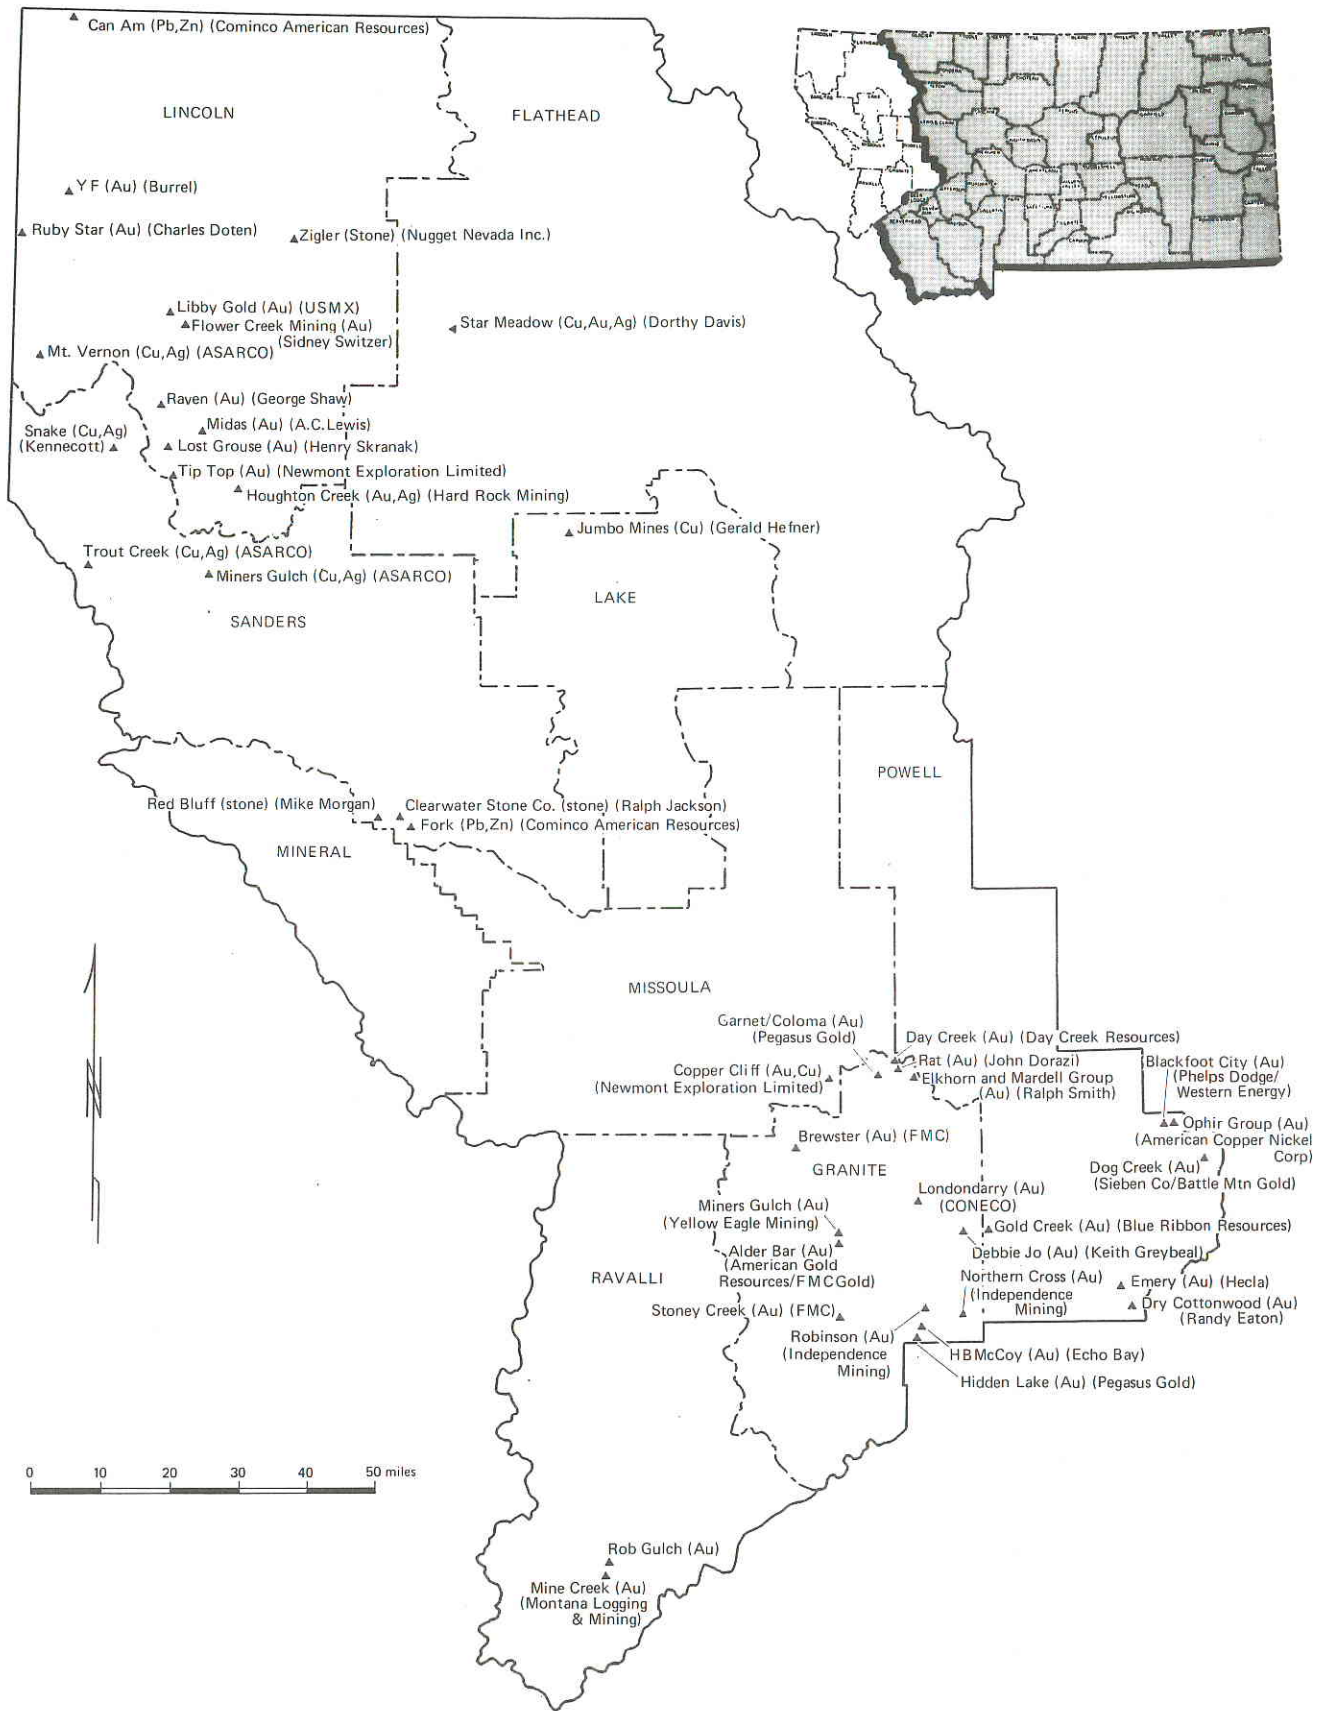 Can Am (Pb,Zn) (Cominco American Resources)
LINCOLN
FLATHEAD
YF (Au) (Burrel)
Ruby Star (Au) (Charles Doten)
Zigler (Stone) (Nugget Nevada Inc.)
Libby Gold (Au) (USMX)
Flower Creek Mining (Au)
(Sidney Switzer)
Star Meadow (Cu,Au,Ag) (Dorthy Davis)
Mt. Vernon (Cu,Ag) (ASARCO)
Raven (Au) (George Shaw)
Midas (Au) (A.C.Lewis)
Snake (Cu,Ag)
(Kennecott)
Lost Grouse (Au) (Henry Skranak)
Tip Top (Au) (Newmont Exploration Limited)
Houghton Creek (Au,Ag) (Hard Rock Mining)
Jumbo Mines (Cu) (Gerald Hefner)
Trout Creek (Cu,Ag) (ASARCO)
Miners Gulch (Cu,Ag) (ASARCO)
LAKE
SANDERS
POWELL
Red Bluff (stone) (Mike Morgan)
Clearwater Stone Co. (stone) (Ralph Jackson)
Fork (Pb,Zn) (Cominco American Resources)
MINERAL
MISSOULA
Garnet/Coloma (Au)
(Pegasus Gold)
Day Creek (Au) (Day Creek Resources)
Rat (Au) (John Dorazi)
Copper Cliff (Au,Cu)
(Newmont Exploration Limited)
Elkhorn and Mardell Group
(Au) (Ralph Smith)
Blackfoot City (Au)
(Phelps Dodge/
Western Energy)
Ophir Group (Au)
(American Copper Nickel
Corp)
Brewster (Au) (FMC)
GRANITE
Dog Creek (Au)
(Sieben Co/Battle Mtn Gold)
Londondarry (Au)
(CONECO)
Miners Gulch (Au)
(Yellow Eagle Mining)
Gold Creek (Au) (Blue Ribbon Resources)
Alder Bar (Au)
(American Gold
Resources/FMCGold)
Debbie Jo (Au) (Keith Greybeal)
RAVALLI
Northern Cross (Au)
(Independence
Mining)
Emery (Au) (Hecla)
Dry Cottonwood (Au)
(Randy Eaton)
Stoney Creek (Au) (FMC)
Robinson (Au)
(Independence
Mining)
HBMcCoy (Au) (Echo Bay)
Hidden Lake (Au) (Pegasus Gold)
0 10 20 30 40 50 miles
Rob Gulch (Au)
Mine Creek (Au)
(Montana Logging
& Mining)
N